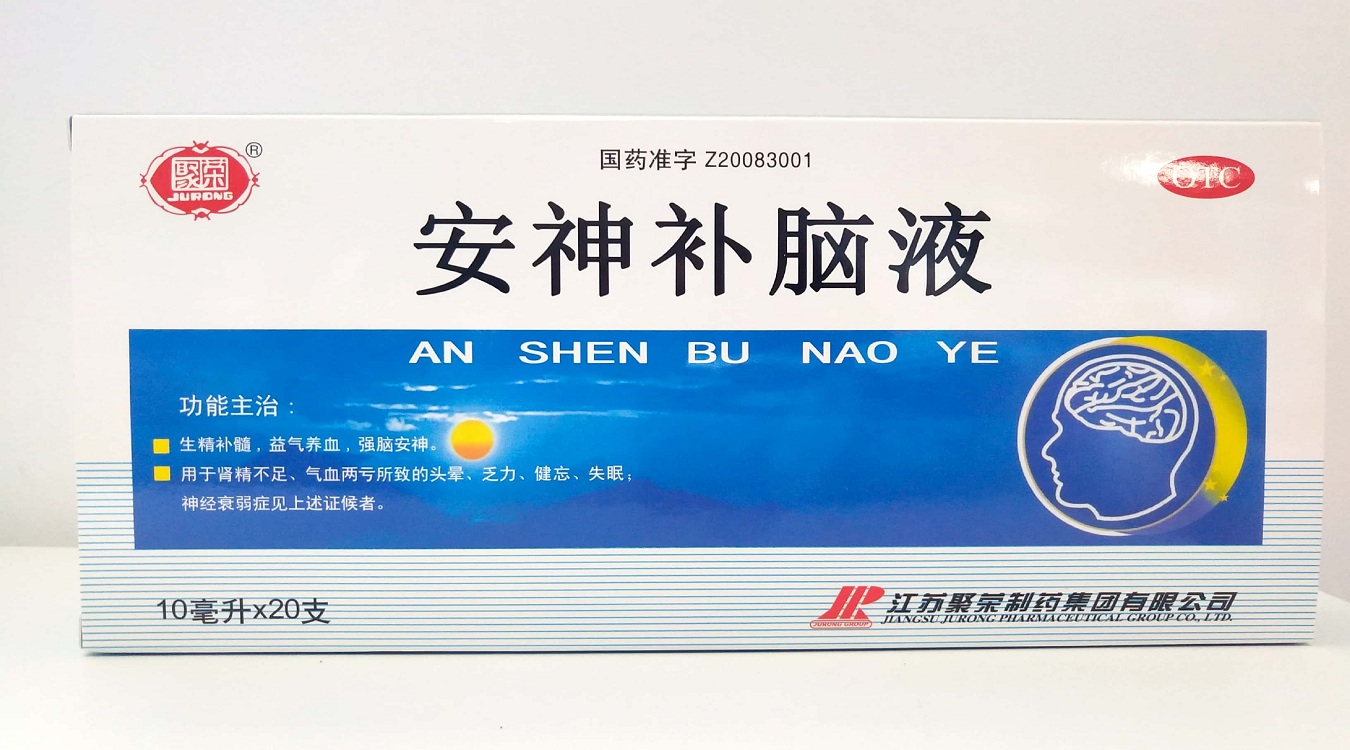 聚荣
JURONG
®
国药准字 Z20083001
OTC
安神补脑液
AN SHEN BU NAO YE
功能主治：
生精补髓，益气养血，强脑安神。
用于肾精不足、气血两亏所致的头晕、乏力、健忘、失眠；
神经衰弱症见上述证候者。
10毫升x20支
JURONG GROUP
江苏聚荣制药集团有限公司
JIANGSU JURONG PHARMACEUTICAL GROUP CO., LTD.